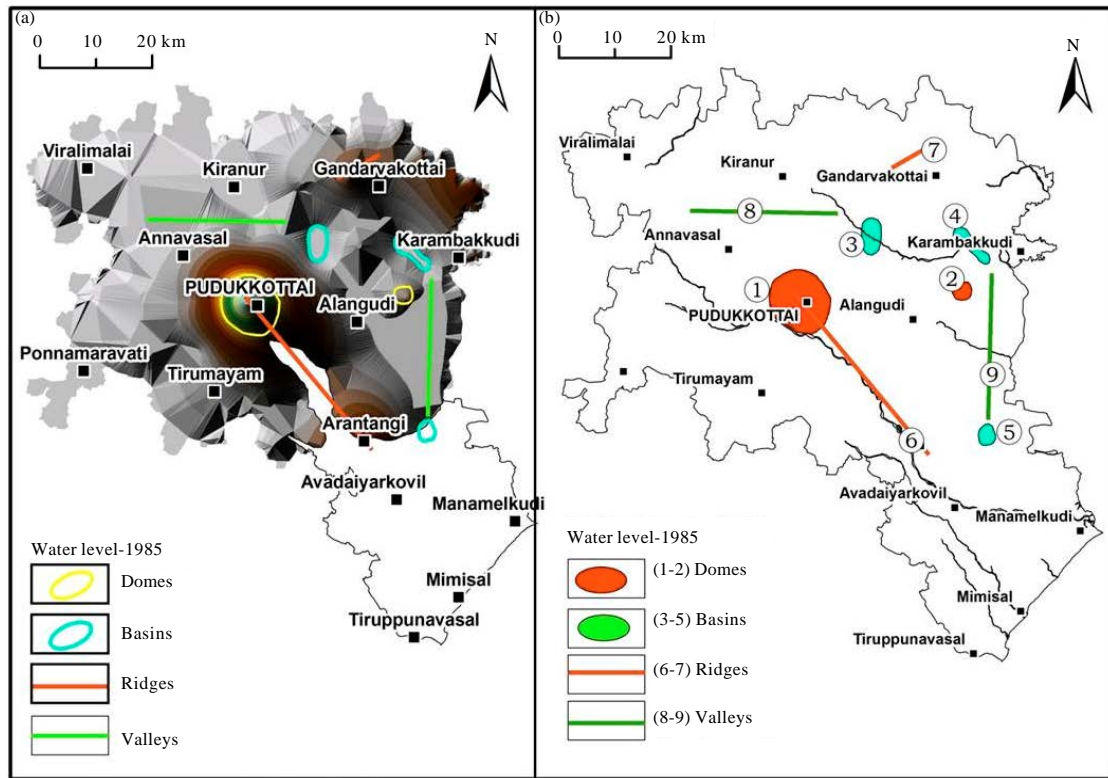 (a)
0 10 20 km
N
Viralimalai
Kiranur
Gandarvakottai
Annavasal
Karambakkudi
PUDUKKOTTAI
Alangudi
Ponnamaravati
Tirumayam
Arantangi
Avadaiyarkovil
Manamelkudi
Mimisal
Tiruppunavasal
Water level-1985
Domes
Basins
Ridges
Valleys
(b)
0 10 20 km
N
Viralimalai
Kiranur
7
Gandarvakottai
8
4
3
Karambakkudi
Annavasal
1
2
PUDUKKOTTAI
Alangudi
9
Tirumayam
6
5
Avadaiyarkovil
Manamelkudi
Mimisal
Tiruppunavasal
Water level-1985
(1-2) Domes
(3-5) Basins
(6-7) Ridges
(8-9) Valleys